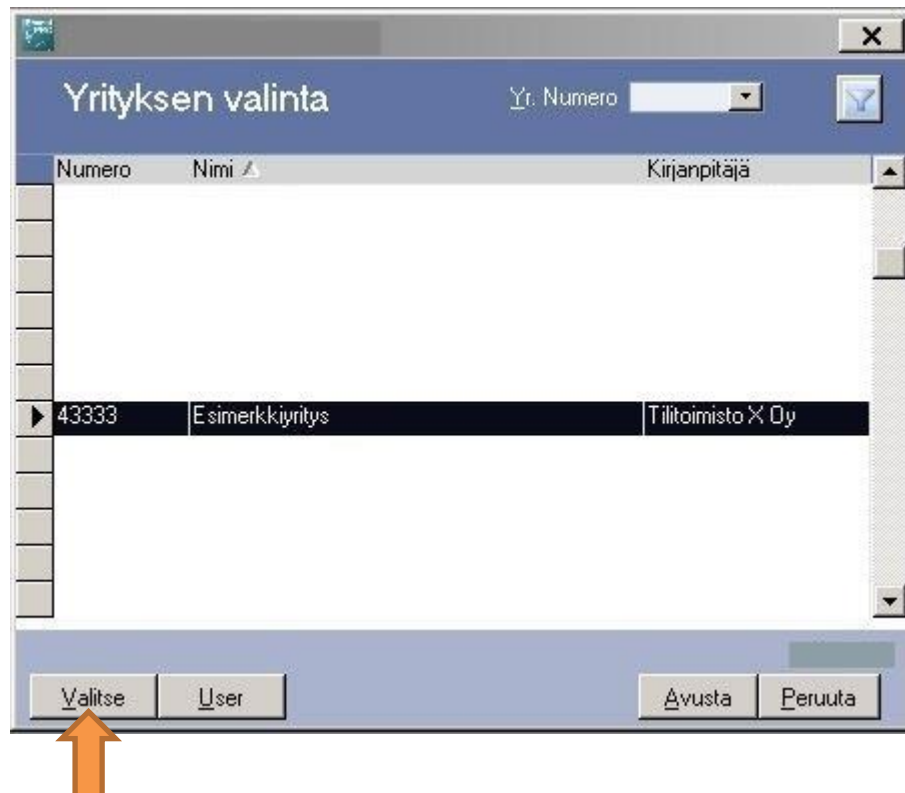 Yrityksen valinta Yr. Numero
Numero Nimi Kirjanpitäjä
43333 Esimerkkiyritys Tilitoimisto X Oy
Valitse User Avusta Peruuta